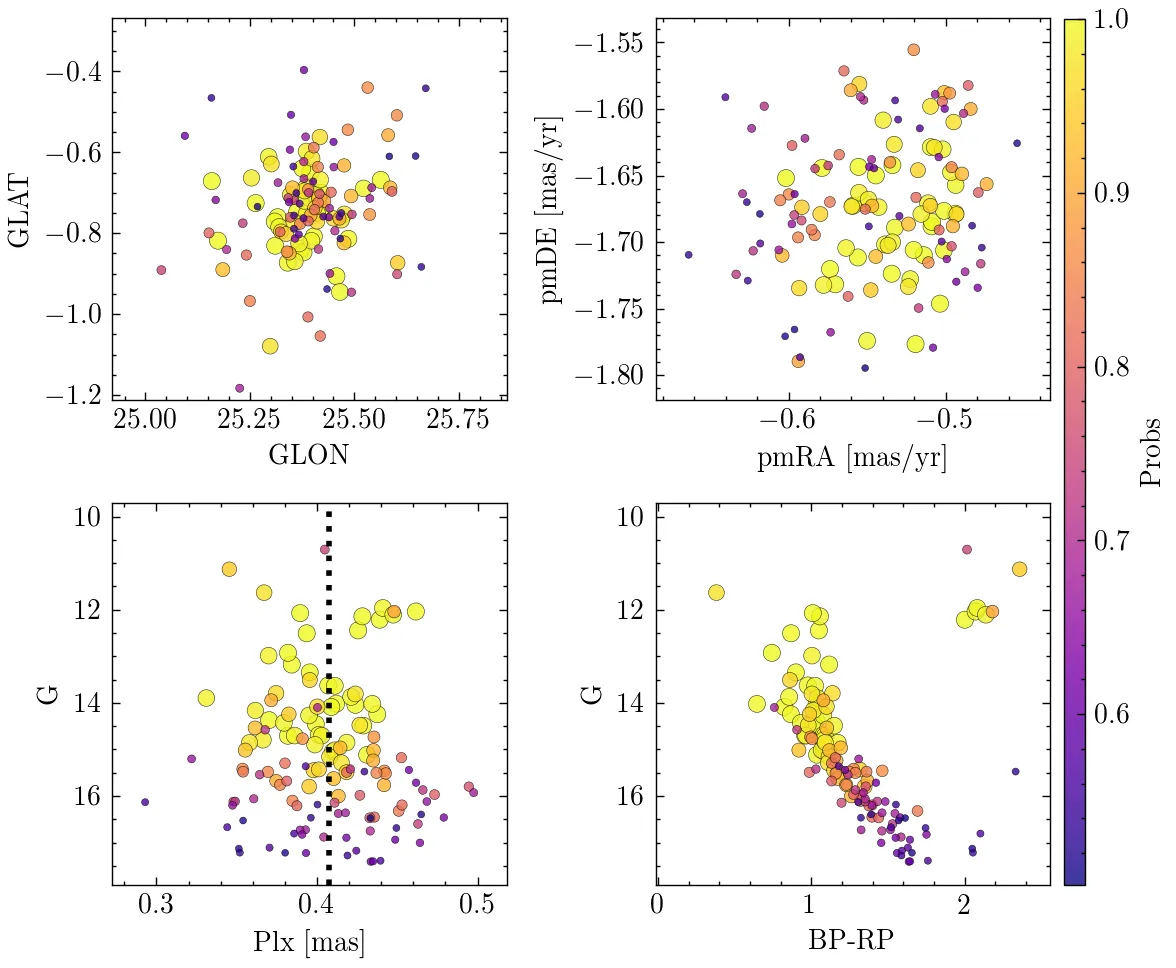 −0.4
−0.6
−0.8
−1.0
−1.2
GLAT
25.00 25.25 25.50 25.75
GLON
−1.55
−1.60
−1.65
−1.70
−1.75
−1.80
pmDE [mas/yr]
−0.6 −0.5
pmRA [mas/yr]
1.0
0.9
0.8
0.7
0.6
Probs
10
12
14
16
G
0.3 0.4 0.5
Plx [mas]
10
12
14
16
G
0 1 2
BP-RP